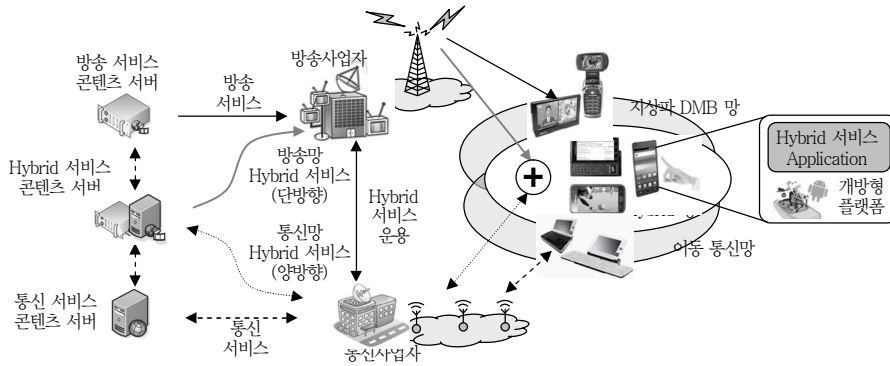 방송 서비스
콘텐츠 서버
Hybrid 서비스
콘텐츠 서버
통신 서비스
콘텐츠 서버
방송
서비스
방송망
Hybrid 서비스
(단방향)
통신망
Hybrid 서비스
(양방향)
통신
서비스
방송사업자
Hybrid
서비스
운용
통신사업자
지상파 DMB 망
이동 통신망
Hybrid 서비스
Application
개방형
플랫폼